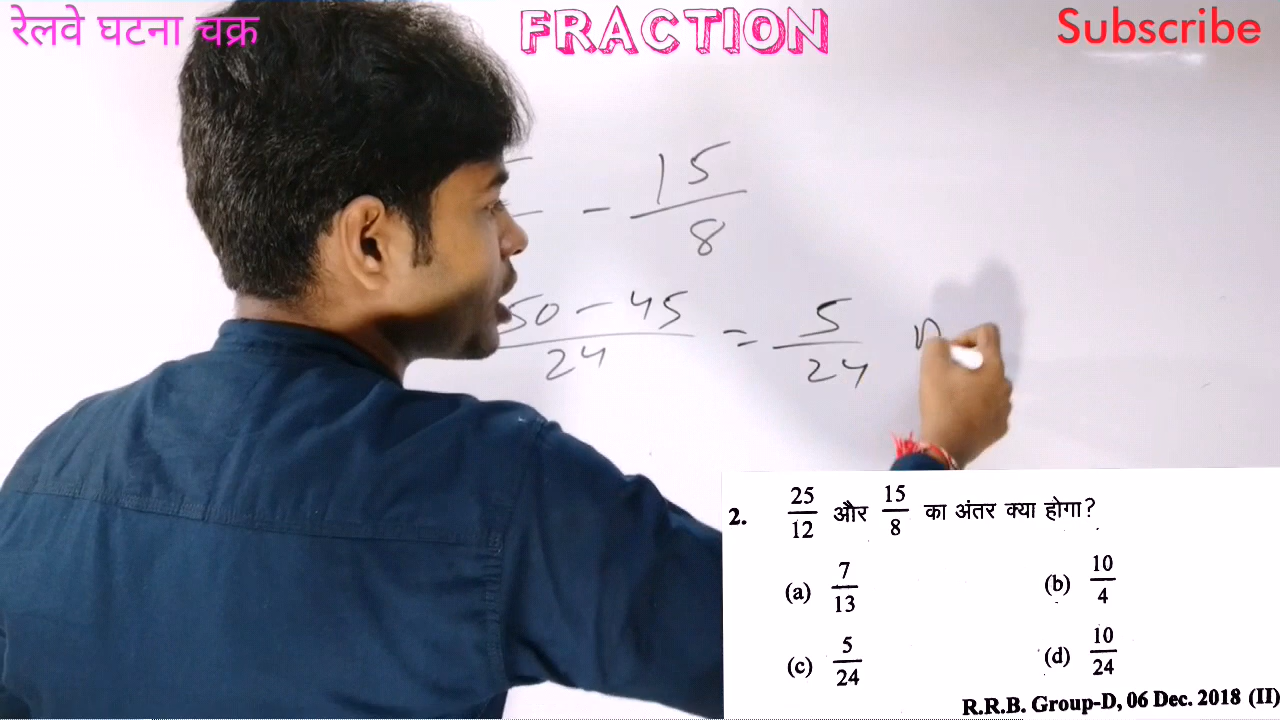 रेलवे घटना चक्र
FRACTION
Subscribe
- 15/8
50 - 45/24 = 5/24
2. 25/12 और 15/8 का अंतर क्या होगा?
(a) 7/13 (b) 10/4
(c) 5/24 (d) 10/24
R.R.B. Group-D, 06 Dec. 2018 (II)